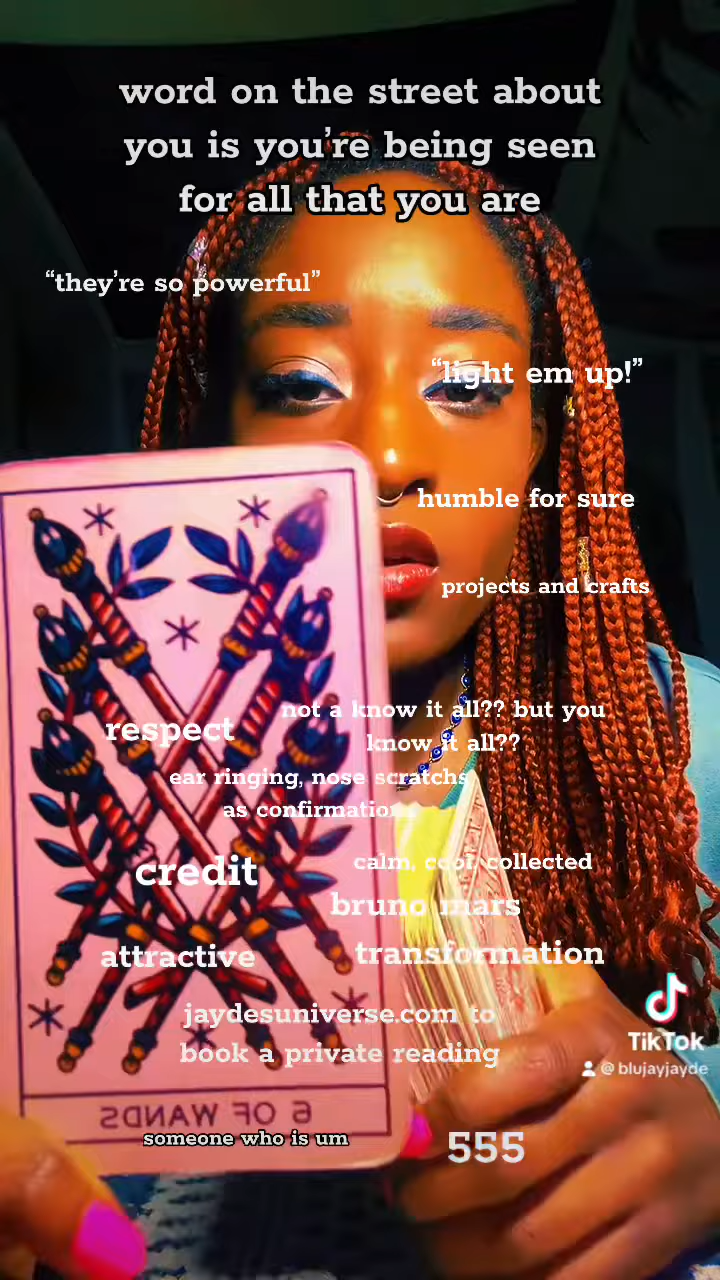 word on the street about
you is you're being seen
for all that you are
“they're so powerful”
“light em up!”
humble for sure
projects and crafts
not a know it all?? but you
know it all??
respect
ear ringing, nose scratchs
as confirmation
calm, cool, collected
credit
bruno mars
attractive
transformation
jaydesuniverse.com to
book a private reading
TikTok
@ blujayjayde
6 OF WANDS
someone who is um
555